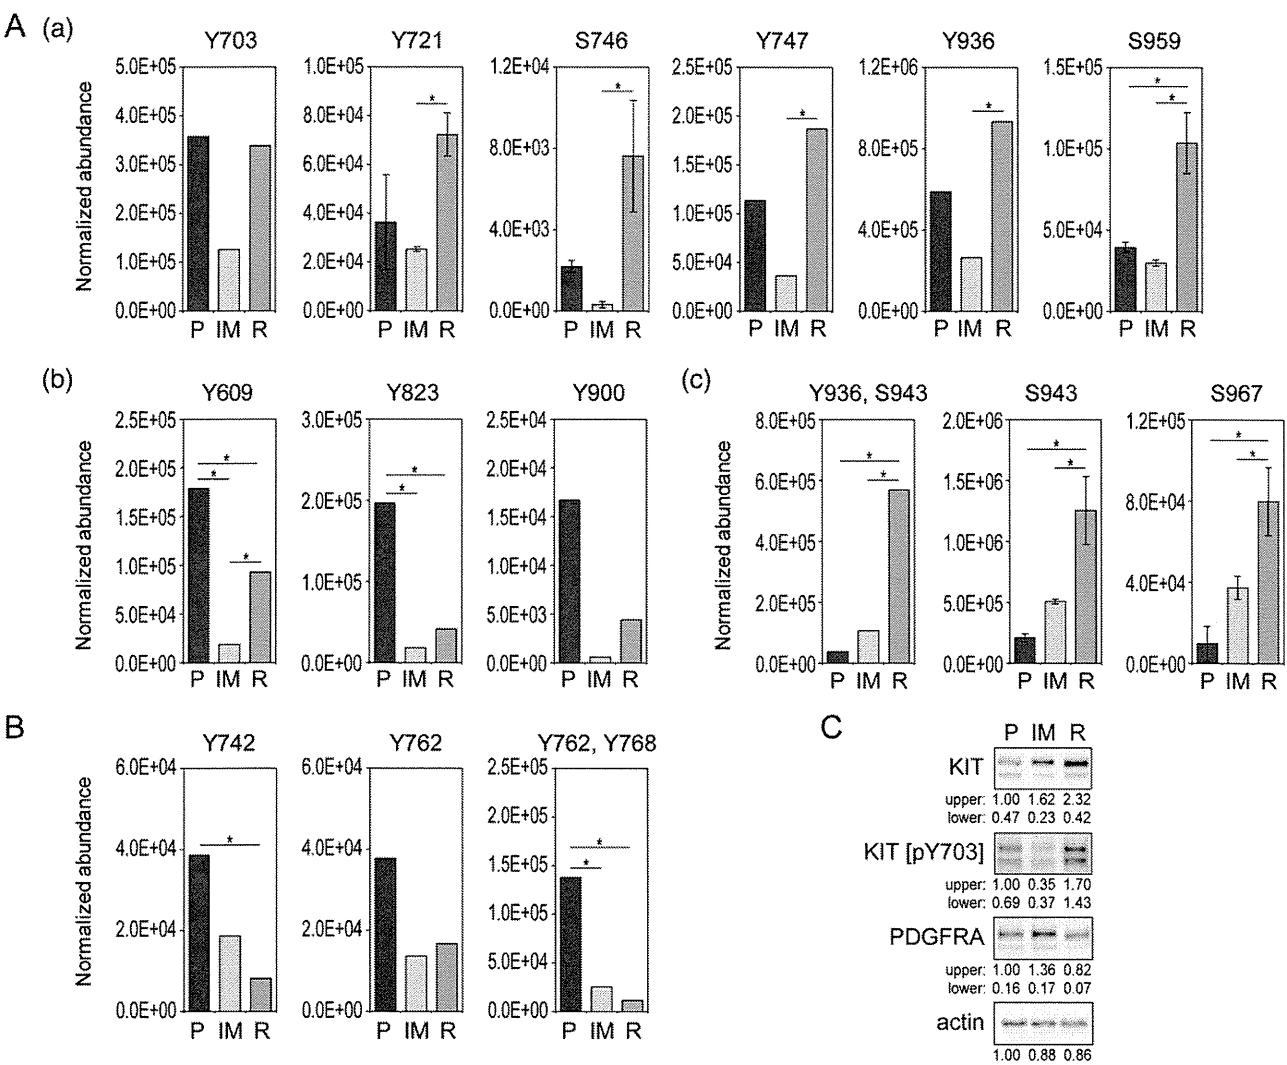 A (a)
Y703 Y721 S746 Y747 Y936 S959
Normalized abundance
5.0E+05 4.0E+05 3.0E+05 2.0E+05 1.0E+05 0.0E+00
P IM R
1.0E+05 8.0E+04 6.0E+04 4.0E+04 2.0E+04 0.0E+00
*
P IM R
1.2E+04 8.0E+03 4.0E+03 0.0E+00
*
P IM R
2.5E+05 2.0E+05 1.5E+05 1.0E+05 5.0E+04 0.0E+00
*
P IM R
1.2E+06 8.0E+05 4.0E+05 0.0E+00
*
P IM R
1.5E+05 1.0E+05 5.0E+04 0.0E+00
*
*
P IM R
(b)
Y609 Y823 Y900
Normalized abundance
2.5E+05 2.0E+05 1.5E+05 1.0E+05 5.0E+04 0.0E+00
*
*
*
P IM R
3.0E+05 2.0E+05 1.0E+05 0.0E+00
*
*
P IM R
2.5E+04 2.0E+04 1.5E+04 1.0E+04 5.0E+03 0.0E+00
P IM R
(c)
Y936, S943 S943 S967
Normalized abundance
8.0E+05 6.0E+05 4.0E+05 2.0E+05 0.0E+00
*
*
P IM R
2.0E+06 1.5E+06 1.0E+06 5.0E+05 0.0E+00
*
*
P IM R
1.2E+05 8.0E+04 4.0E+04 0.0E+00
*
*
P IM R
B
Y742 Y762 Y762, Y768
Normalized abundance
6.0E+04 4.0E+04 2.0E+04 0.0E+00
*
P IM R
6.0E+04 4.0E+04 2.0E+04 0.0E+00
P IM R
2.5E+05 2.0E+05 1.5E+05 1.0E+05 5.0E+04 0.0E+00
*
*
P IM R
C
P IM R
KIT
upper: 1.00 1.62 2.32
lower: 0.47 0.23 0.42
KIT [pY703]
upper: 1.00 0.35 1.70
lower: 0.69 0.37 1.43
PDGFRA
upper: 1.00 1.36 0.82
lower: 0.16 0.17 0.07
actin
1.00 0.88 0.86